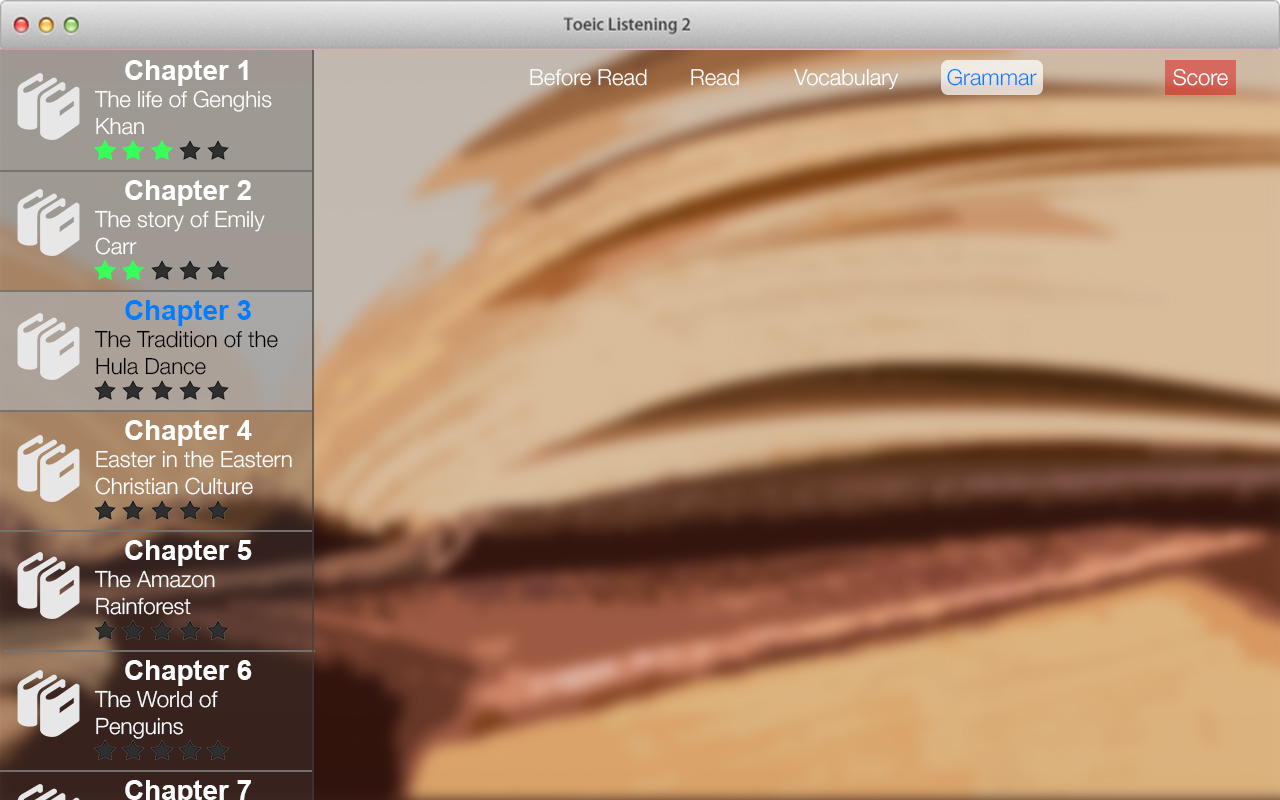 Toeic Listening 2
Before Read Read Vocabulary Grammar Score
Chapter 1
The life of Genghis
Khan
Chapter 2
The story of Emily
Carr
Chapter 3
The Tradition of the
Hula Dance
Chapter 4
Easter in the Eastern
Christian Culture
Chapter 5
The Amazon
Rainforest
Chapter 6
The World of
Penguins
Chapter 7